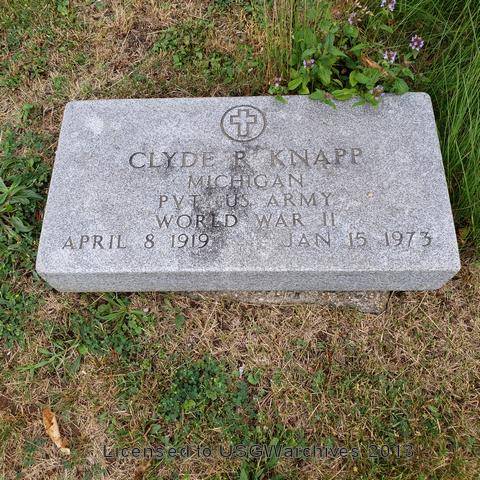 CLYDE R KNAPP
MICHIGAN
PVT US ARMY
WORLD WAR II
APRIL 8 1919 JAN 15 1973
Licensed to USGWarchives 2013